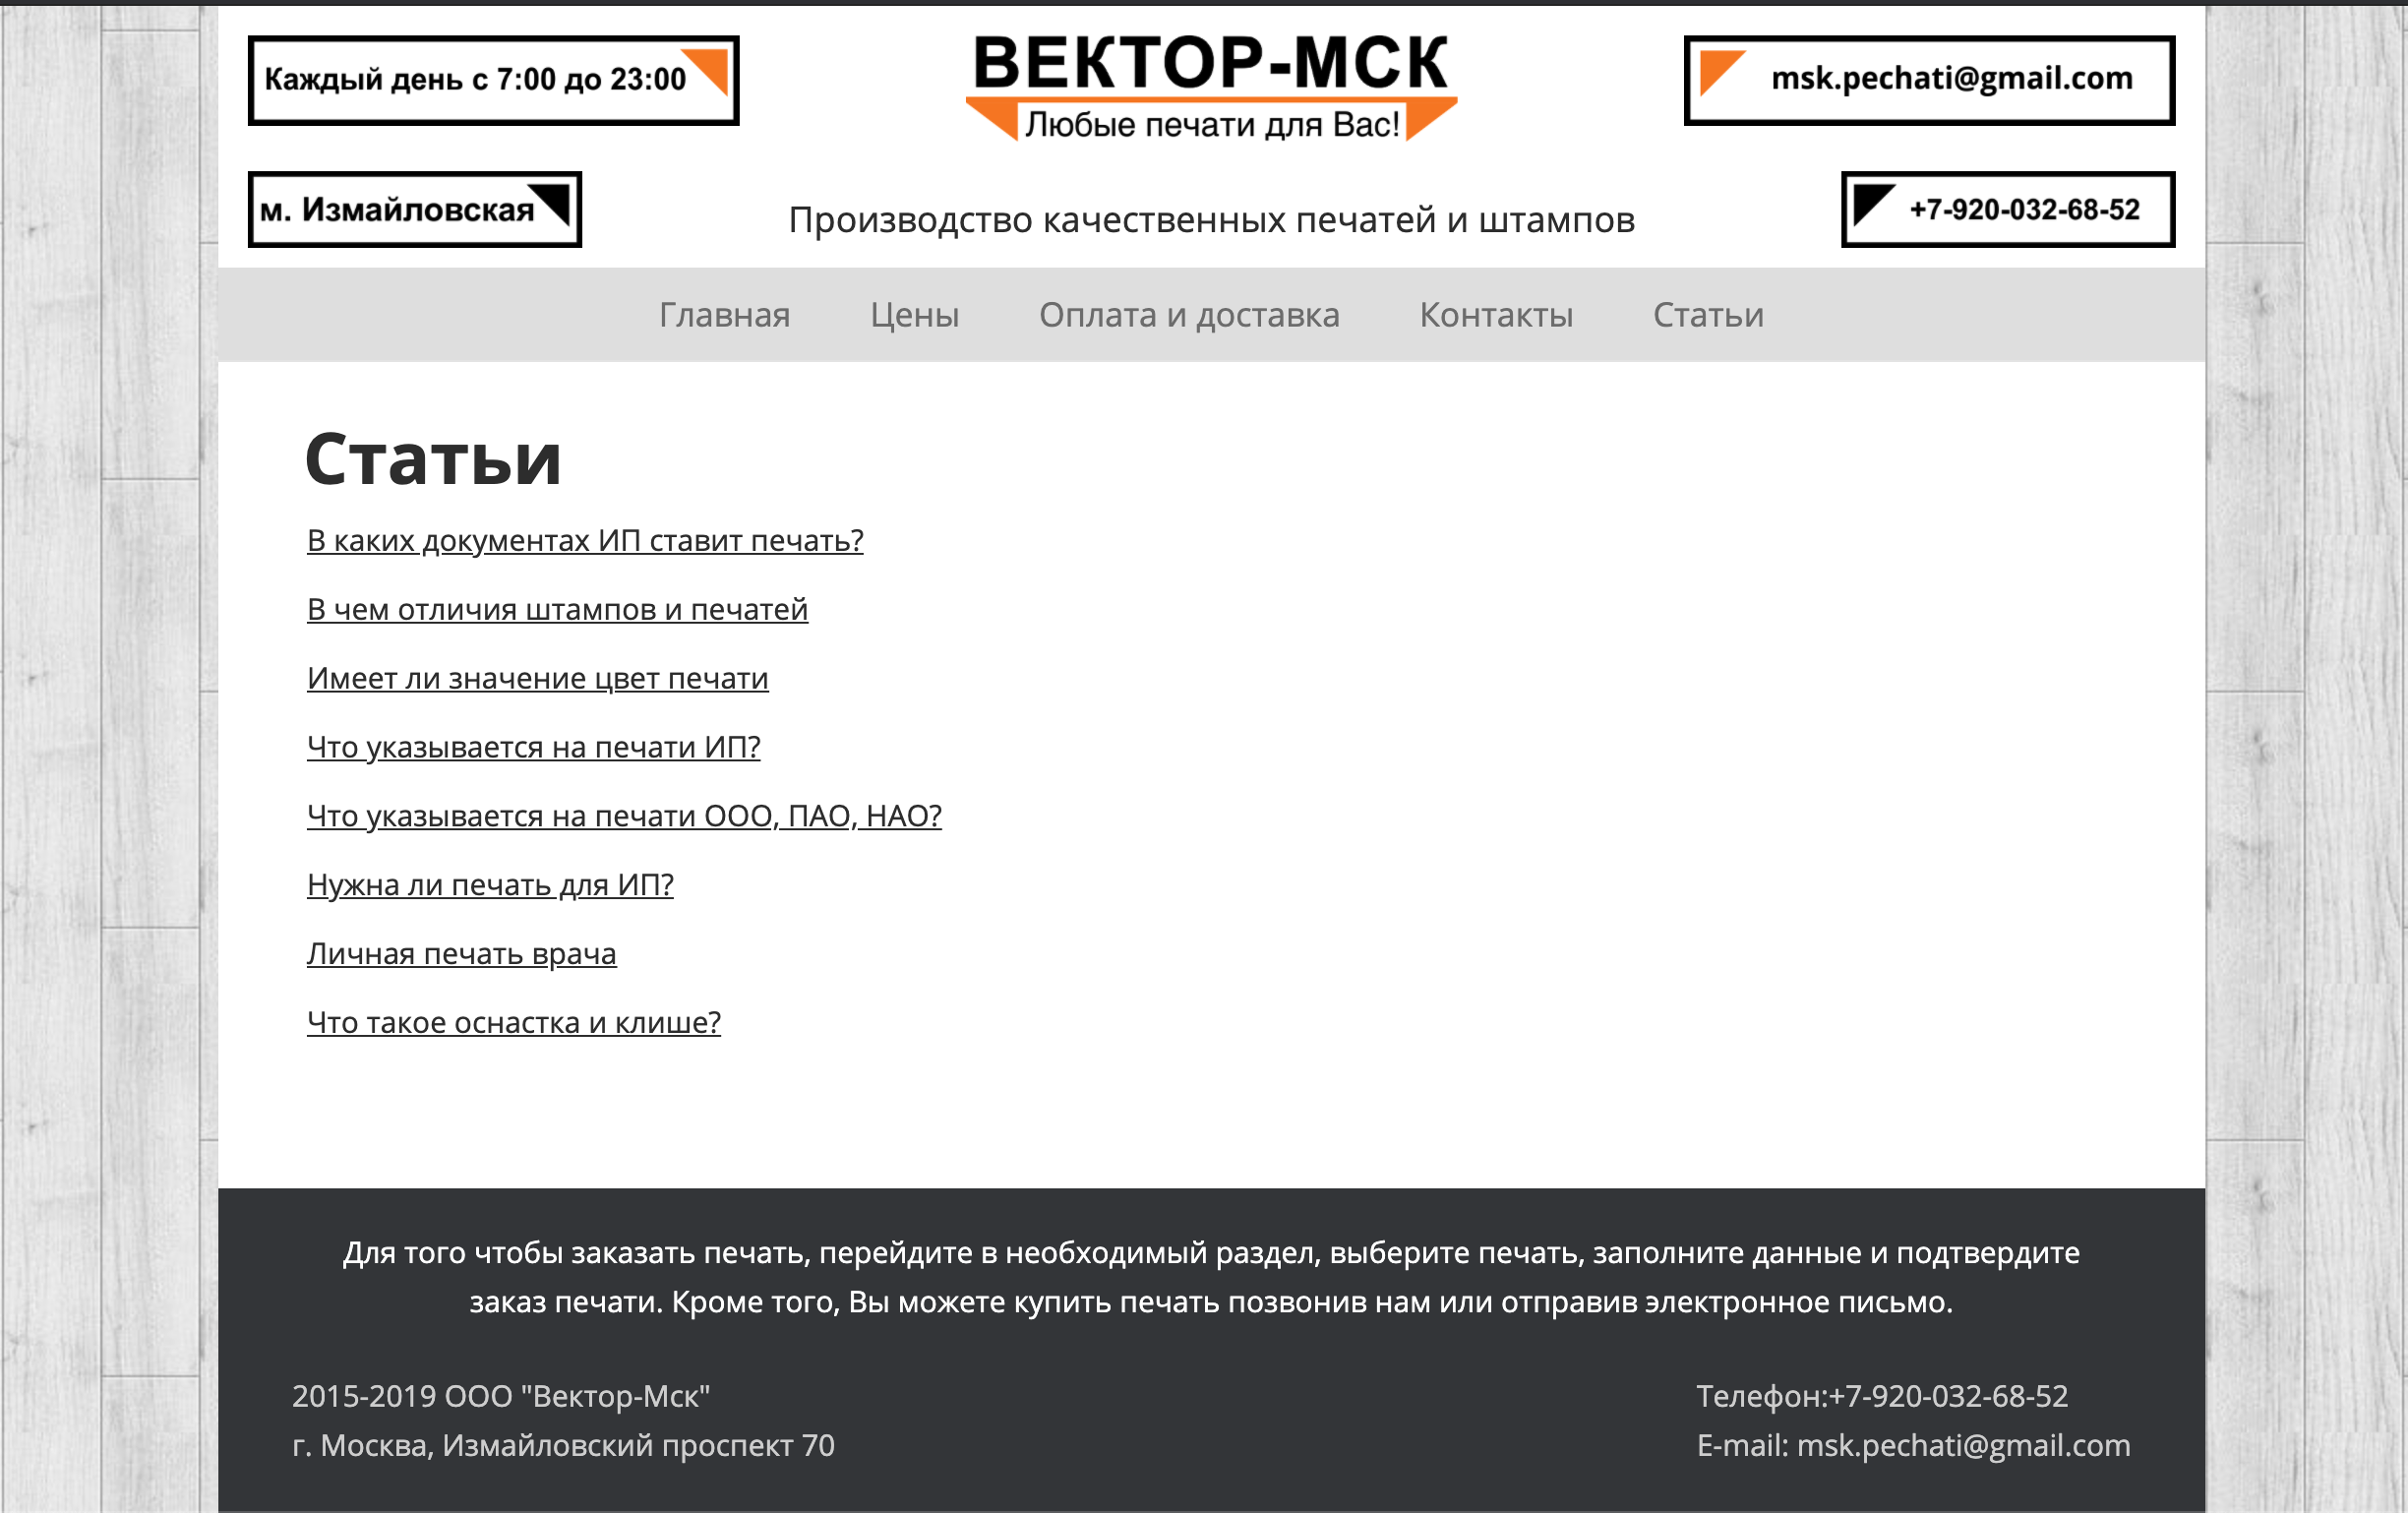 Каждый день с 7:00 до 23:00
ВЕКТОР-МСК
Любые печати для Вас!
msk.pechati@gmail.com
м. Измайловская
Производство качественных печатей и штампов
+7-920-032-68-52
Главная Цены Оплата и доставка Контакты Статьи
Статьи
В каких документах ИП ставит печать?
В чем отличия штампов и печатей
Имеет ли значение цвет печати
Что указывается на печати ИП?
Что указывается на печати ООО, ПАО, НАО?
Нужна ли печать для ИП?
Личная печать врача
Что такое оснастка и клише?
Для того чтобы заказать печать, перейдите в необходимый раздел, выберите печать, заполните данные и подтвердите
заказ печати. Кроме того, Вы можете купить печать позвонив нам или отправив электронное письмо.
2015-2019 ООО "Вектор-Мск"
г. Москва, Измайловский проспект 70
Телефон:+7-920-032-68-52
E-mail: msk.pechati@gmail.com